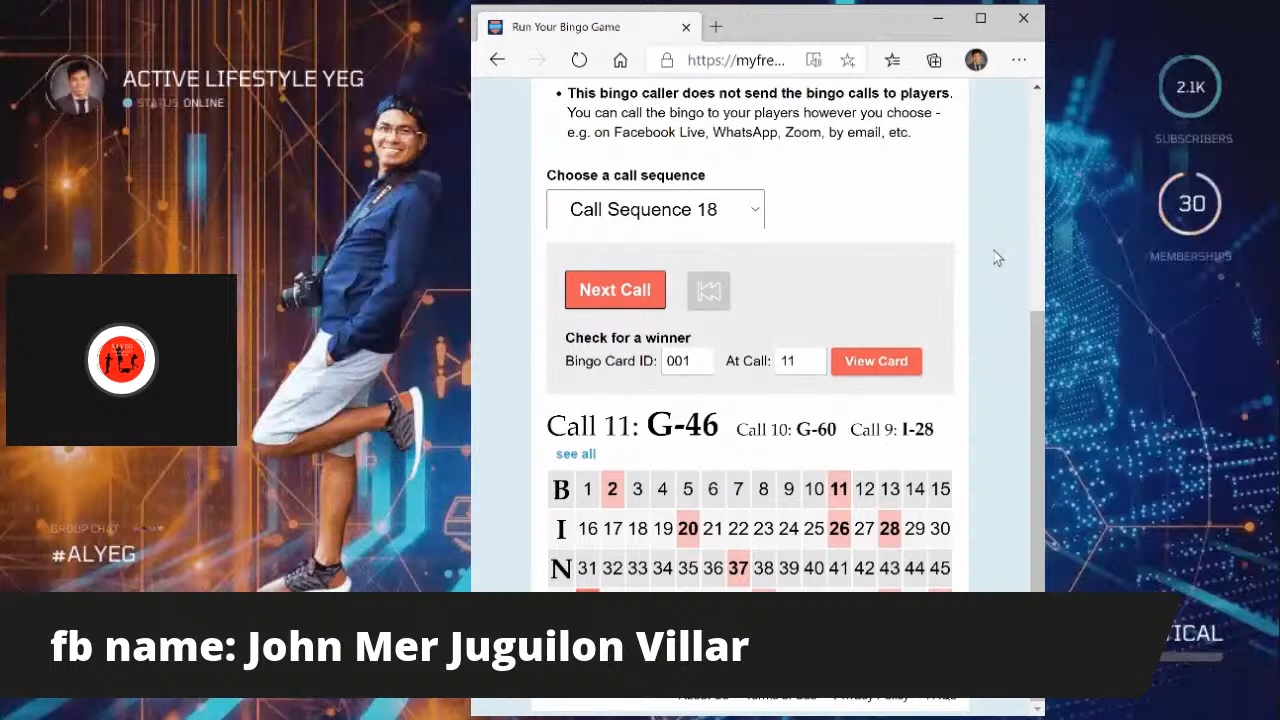 Run Your Bingo Game
https://myfre...
ACTIVE LIFESTYLE YEG
STATUS ONLINE
2.1K
SUBSCRIBERS
30
MEMBERSHIPS
• This bingo caller does not send the bingo calls to players.
You can call the bingo to your players however you choose -
e.g. on Facebook Live, WhatsApp, Zoom, by email, etc.
Choose a call sequence
Call Sequence 18
Next Call
Check for a winner
Bingo Card ID: 001 At Call: 11 View Card
Call 11: G-46 Call 10: G-60 Call 9: I-28
see all
B 1 2 3 4 5 6 7 8 9 10 11 12 13 14 15
I 16 17 18 19 20 21 22 23 24 25 26 27 28 29 30
N 31 32 33 34 35 36 37 38 39 40 41 42 43 44 45
GROUP CHAT
#ALYEG
fb name: John Mer Juguilon Villar